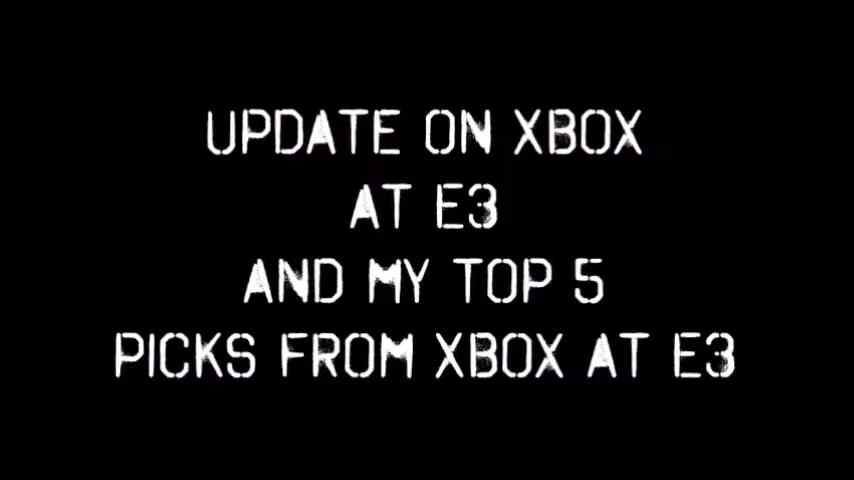 UPDATE ON XBOX
AT E3
AND MY TOP 5
PICKS FROM XBOX AT E3